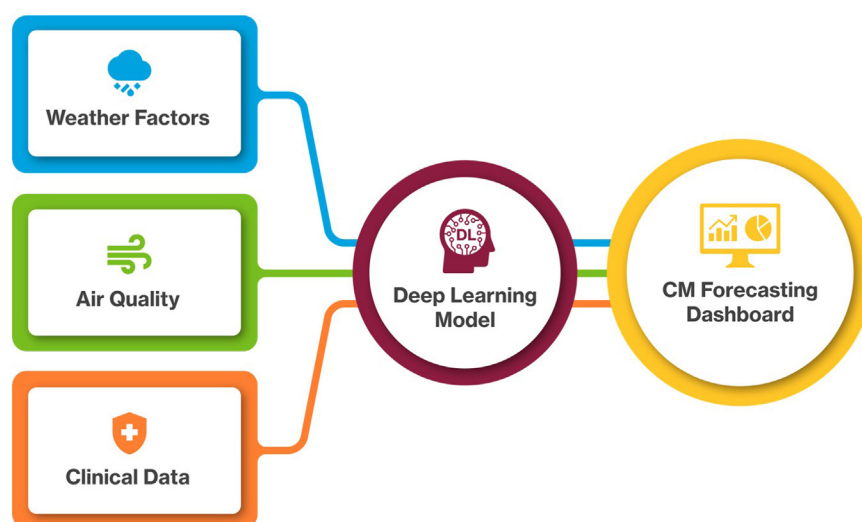 Weather Factors
Air Quality
Clinical Data
DL
Deep Learning
Model
CM Forecasting
Dashboard